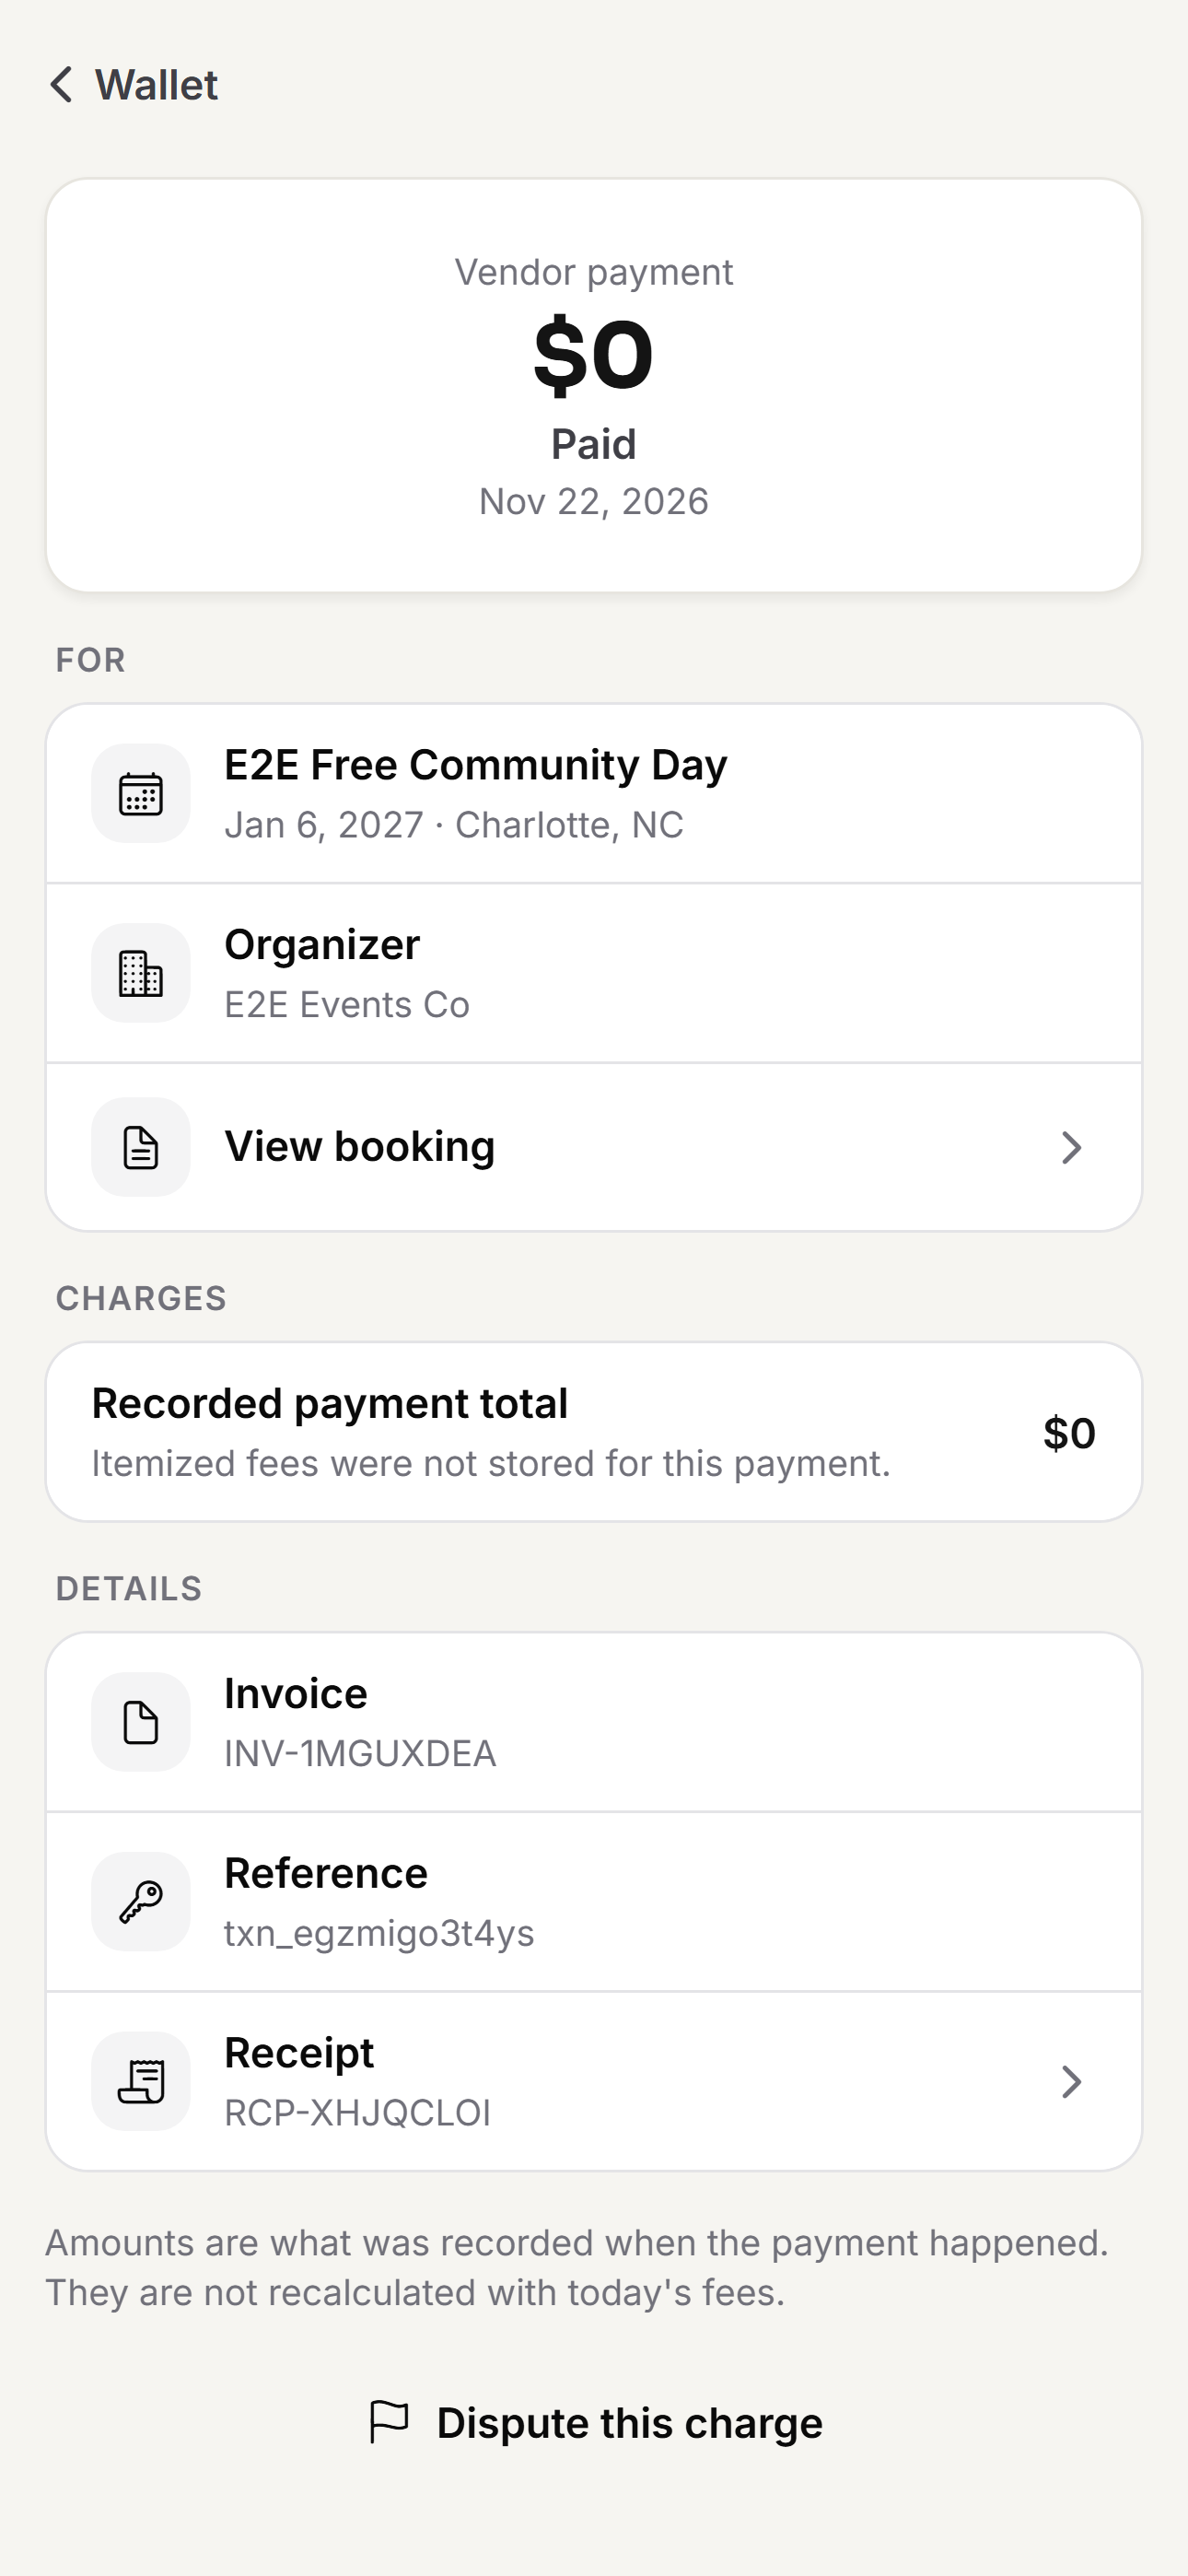 Wallet
Vendor payment
$0
Paid
Nov 22, 2026
FOR
E2E Free Community Day
Jan 6, 2027 · Charlotte, NC
Organizer
E2E Events Co
View booking
CHARGES
Recorded payment total
Itemized fees were not stored for this payment.
$0
DETAILS
Invoice
INV-1MGUXDEA
Reference
txn_egzmigo3t4ys
Receipt
RCP-XHJQCLOI
Amounts are what was recorded when the payment happened.
They are not recalculated with today's fees.
Dispute this charge